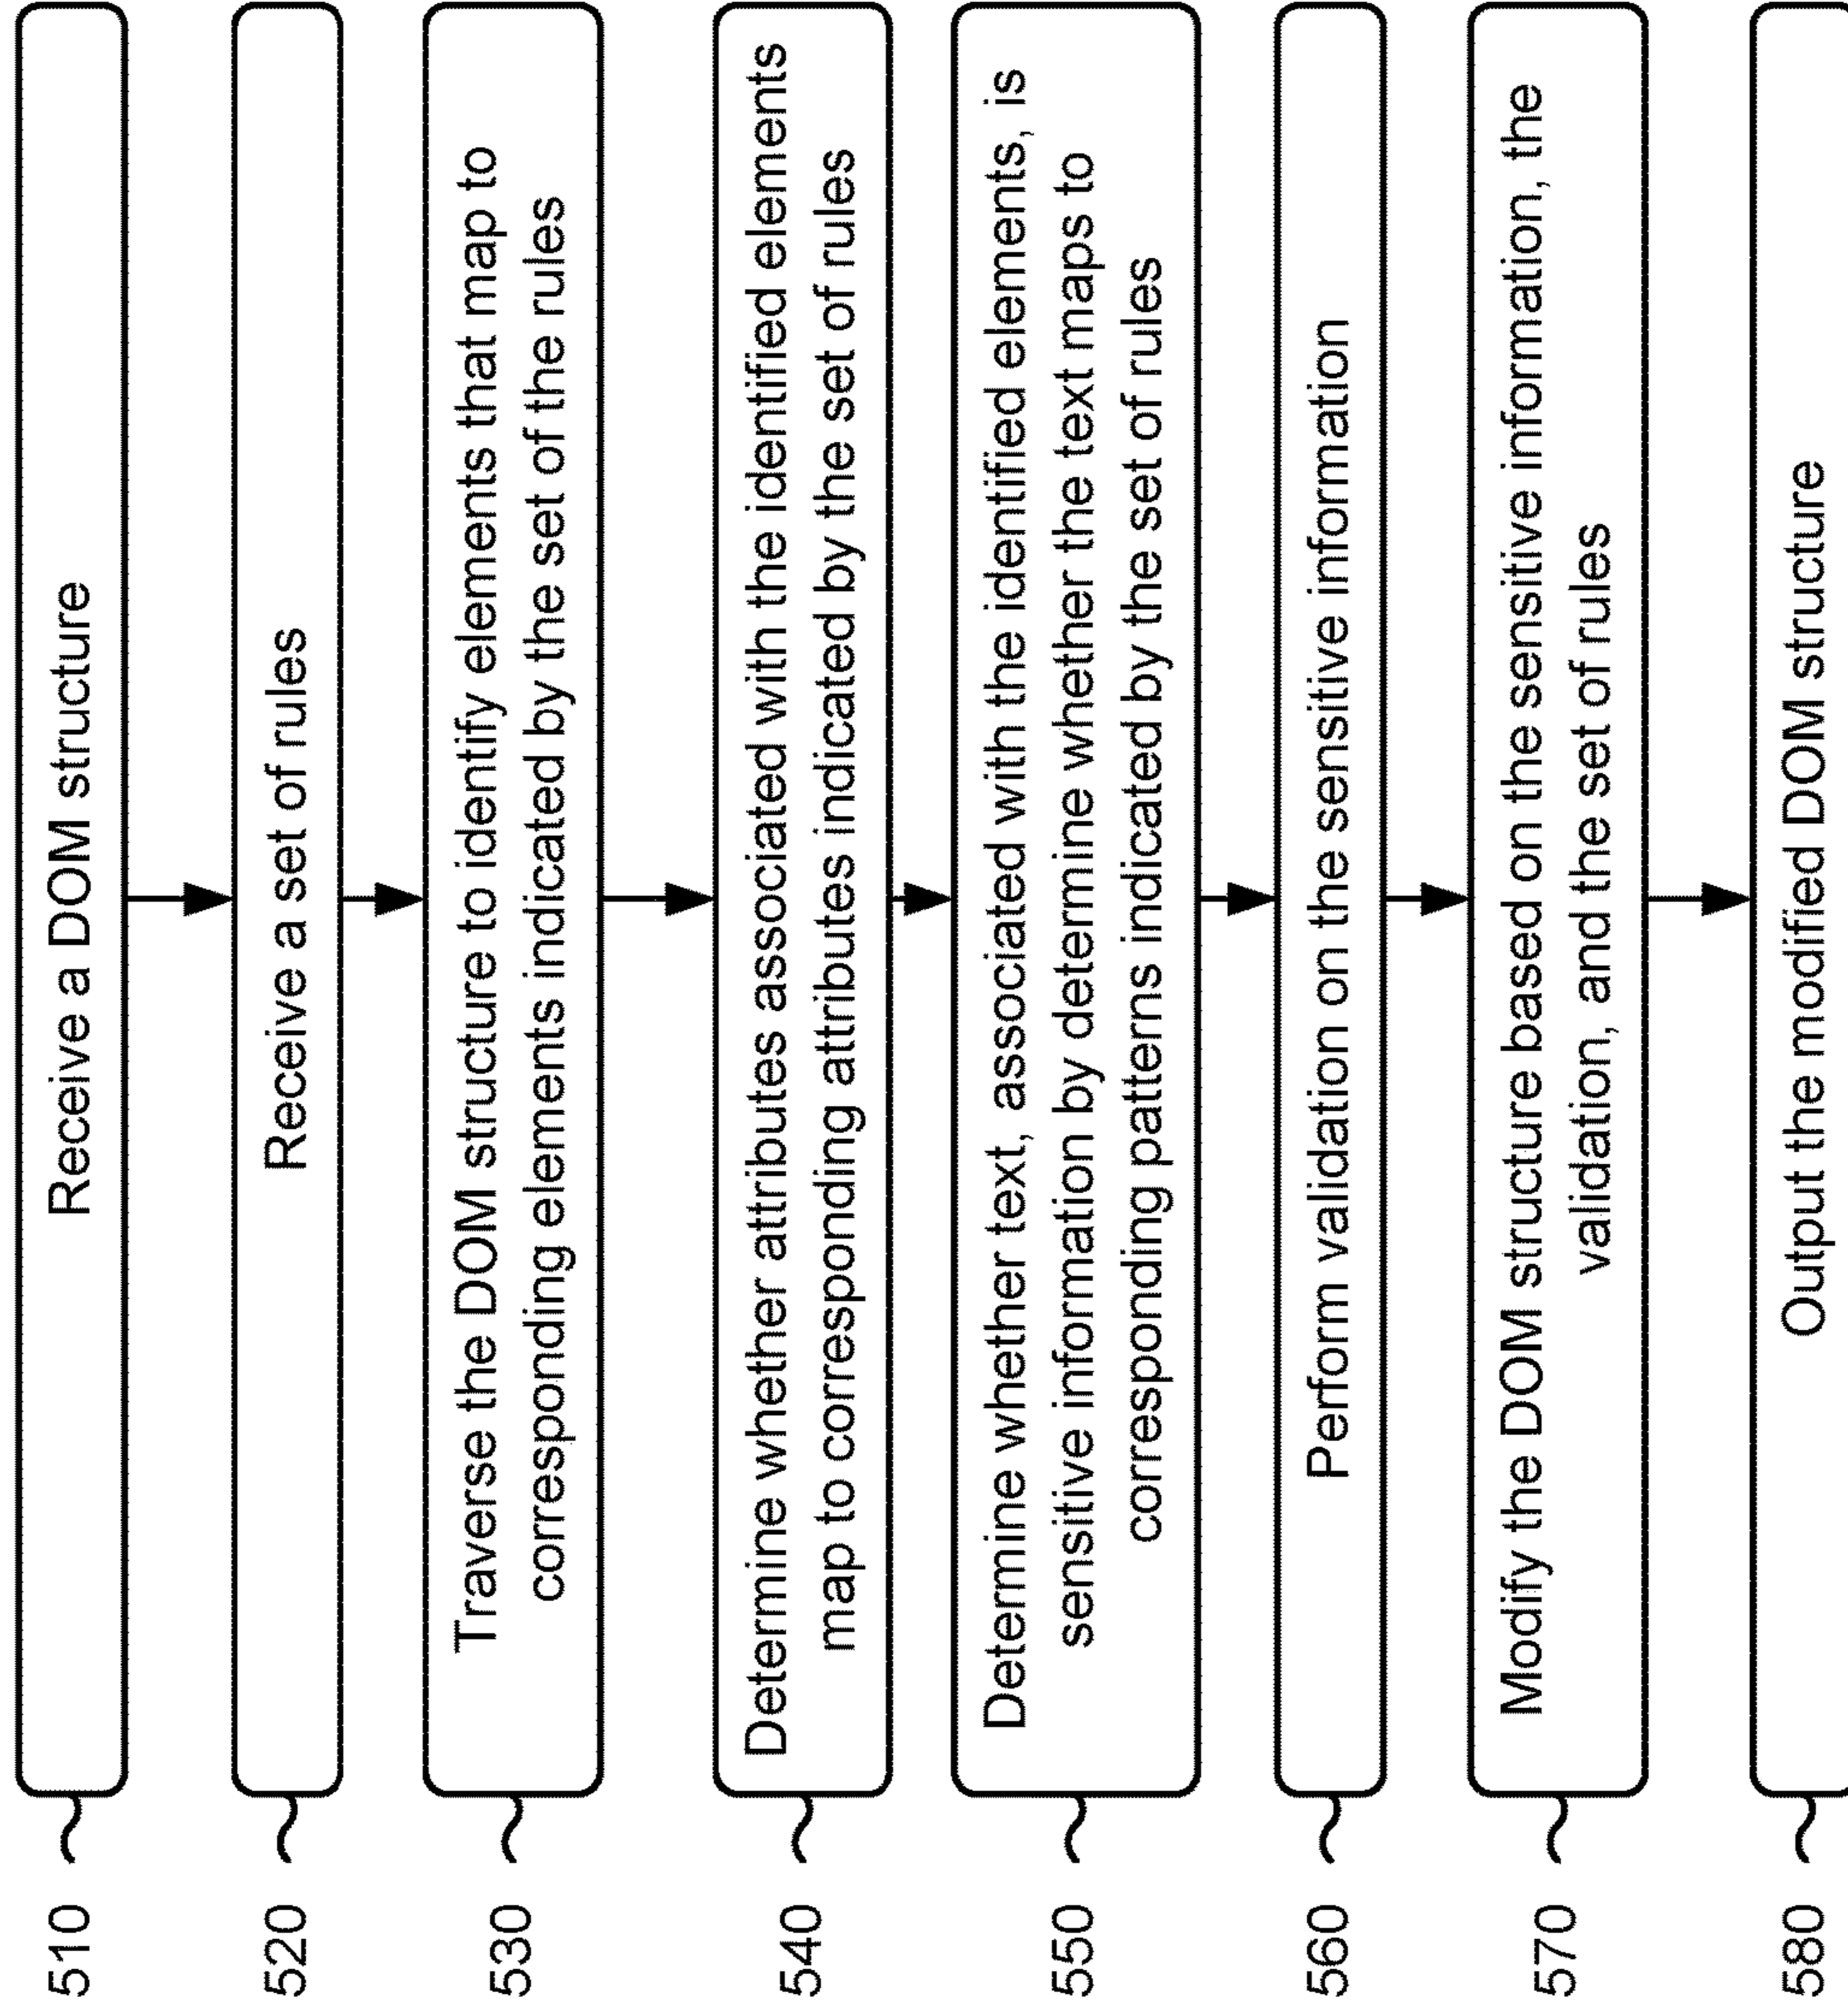 510
Receive a DOM structure
520
Receive a set of rules
530
Traverse the DOM structure to identify elements that map to
corresponding elements indicated by the set of the rules
540
Determine whether attributes associated with the identified elements
map to corresponding attributes indicated by the set of rules
550
Determine whether text, associated with the identified elements, is
sensitive information by determine whether the text maps to
corresponding patterns indicated by the set of rules
560
Perform validation on the sensitive information
570
Modify the DOM structure based on the sensitive information, the
validation, and the set of rules
580
Output the modified DOM structure